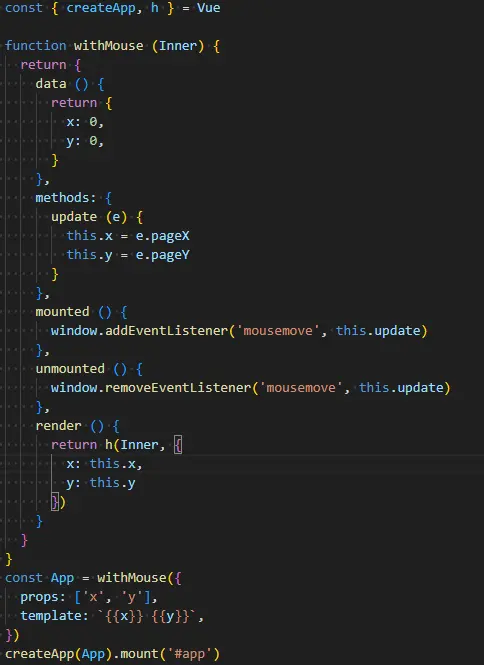 const { createApp, h } = Vue

function withMouse (Inner) {
  return {
    data () {
      return {
        x: 0,
        y: 0,
      }
    },
    methods: {
      update (e) {
        this.x = e.pageX
        this.y = e.pageY
      }
    },
    mounted () {
      window.addEventListener('mousemove', this.update)
    },
    unmounted () {
      window.removeEventListener('mousemove', this.update)
    },
    render () {
      return h(Inner, {
        x: this.x,
        y: this.y
      })
    }
  }
}
const App = withMouse({
  props: ['x', 'y'],
  template: `{{x}} {{y}}`,
})
createApp(App).mount('#app')